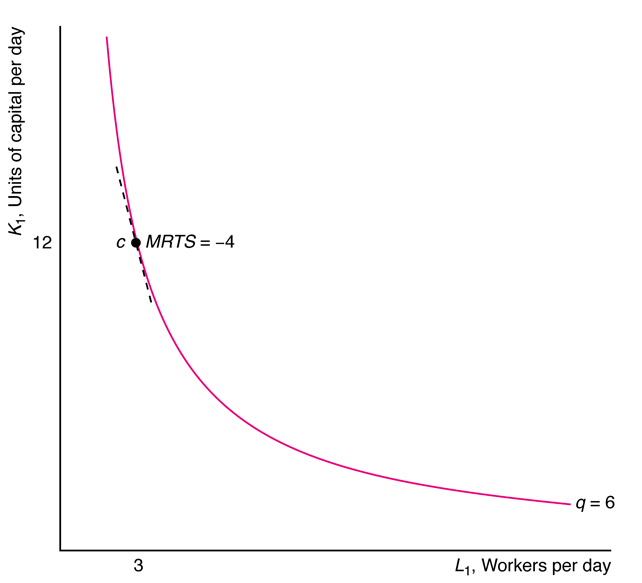 K₁, Units of capital per day
12
c
MRTS = −4
q = 6
3
L₁, Workers per day